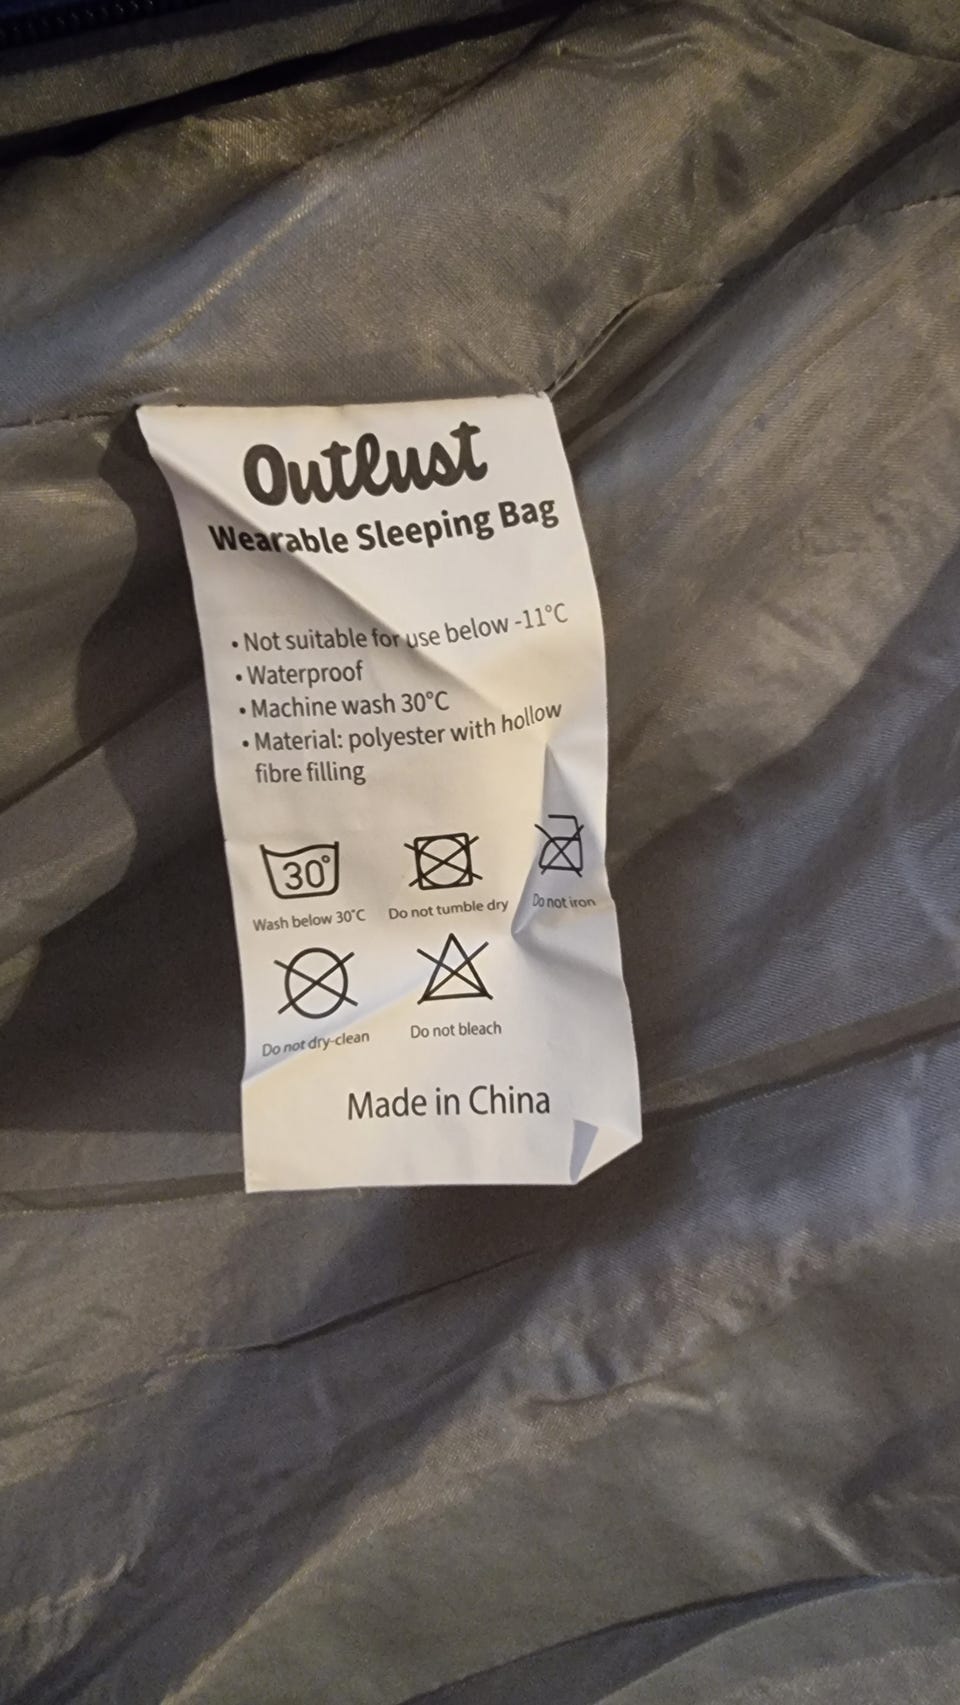 Outlust
Wearable Sleeping Bag
• Not suitable for use below -11°C
• Waterproof
• Machine wash 30°C
• Material: polyester with hollow
fibre filling
30°
Wash below 30°C Do not tumble dry Do not iron
Do not dry-clean Do not bleach
Made in China